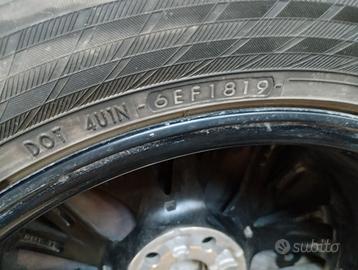 DOT 4U1N - 6EF1819 -
subito